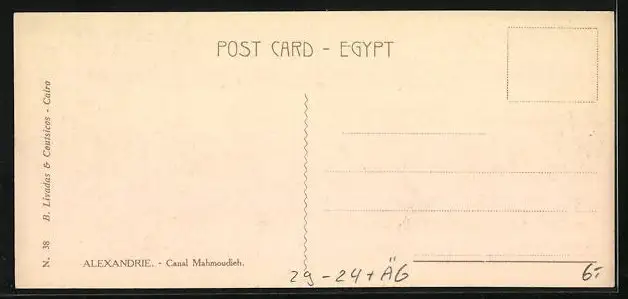 POST CARD - EGYPT
N. 38 B. Livadas & Coutsicos - Cairo
ALEXANDRIE. - Canal Mahmoudieh.
29-24+ÄG
6.-